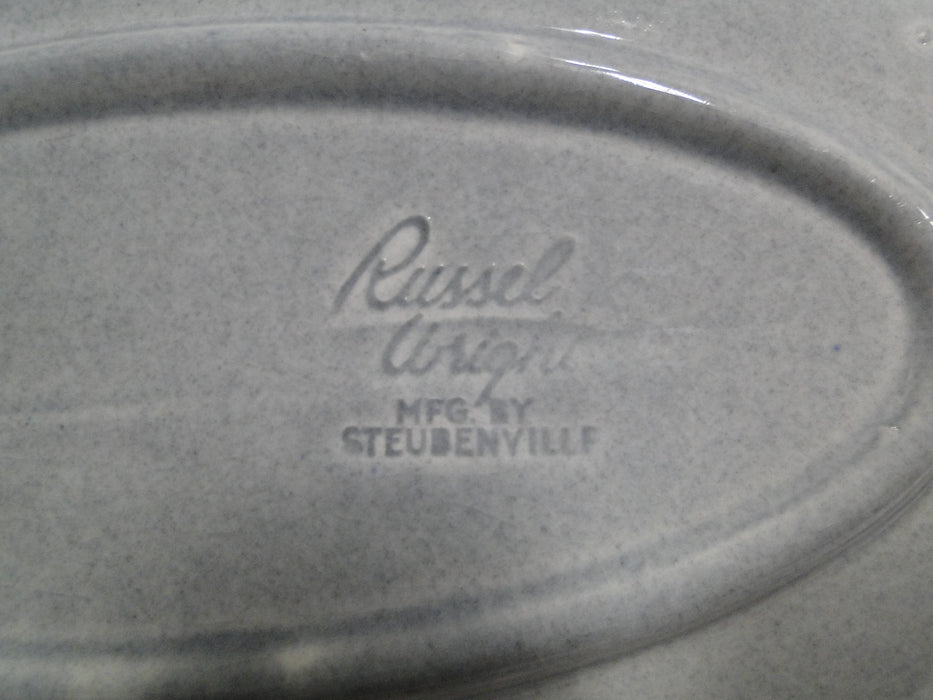 Russel
Wright
MFG. BY
STEUBENVILLE